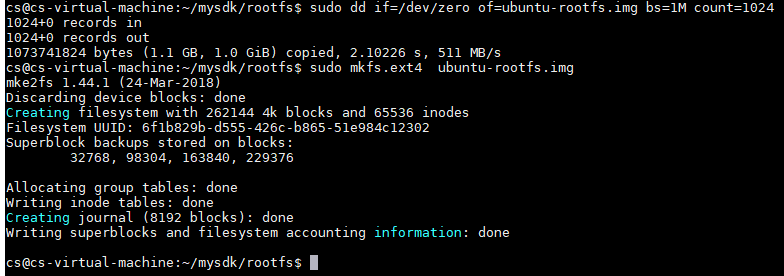 cs@cs-virtual-machine:~/mysdk/rootfs$ sudo dd if=/dev/zero of=ubuntu-rootfs.img bs=1M count=1024
1024+0 records in
1024+0 records out
1073741824 bytes (1.1 GB, 1.0 GiB) copied, 2.10226 s, 511 MB/s
cs@cs-virtual-machine:~/mysdk/rootfs$ sudo mkfs.ext4  ubuntu-rootfs.img
mke2fs 1.44.1 (24-Mar-2018)
Discarding device blocks: done
Creating filesystem with 262144 4k blocks and 65536 inodes
Filesystem UUID: 6f1b829b-d555-426c-b865-51e984c12302
Superblock backups stored on blocks:
        32768, 98304, 163840, 229376

Allocating group tables: done
Writing inode tables: done
Creating journal (8192 blocks): done
Writing superblocks and filesystem accounting information: done

cs@cs-virtual-machine:~/mysdk/rootfs$